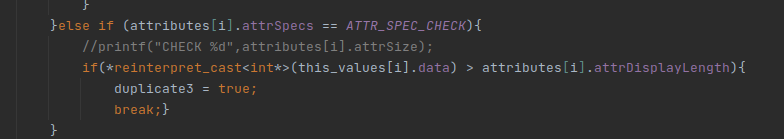 }
}else if (attributes[i].attrSpecs == ATTR_SPEC_CHECK){
//printf("CHECK %d",attributes[i].attrSize);
if(*reinterpret_cast<int*>(this_values[i].data) > attributes[i].attrDisplayLength){
duplicate3 = true;
break;}
}